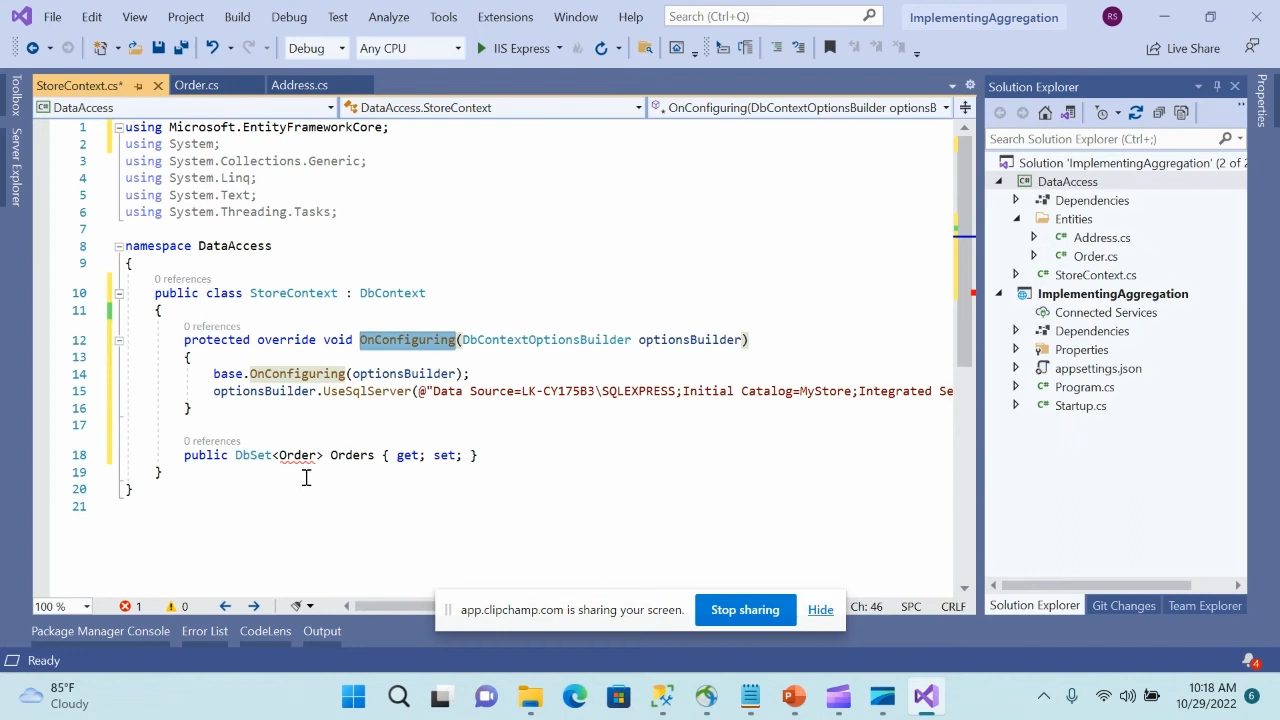 File Edit View Git Project Build Debug Test Analyze Tools Extensions Window Help Search (Ctrl+Q) ImplementingAggregation RS
Debug Any CPU IIS Express Live Share
StoreContext.cs* Order.cs Address.cs
DataAccess DataAccess.StoreContext OnConfiguring(DbContextOptionsBuilder optionsB
Toolbox
Server Explorer
1 using Microsoft.EntityFrameworkCore;
2 using System;
3 using System.Collections.Generic;
4 using System.Linq;
5 using System.Text;
6 using System.Threading.Tasks;
7
8 namespace DataAccess
9 {
0 references
10 public class StoreContext : DbContext
11 {
0 references
12 protected override void OnConfiguring(DbContextOptionsBuilder optionsBuilder)
13 {
14 base.OnConfiguring(optionsBuilder);
15 optionsBuilder.UseSqlServer(@"Data Source=LK-CY175B3\SQLEXPRESS;Initial Catalog=MyStore;Integrated Se
16 }
17
0 references
18 public DbSet<Order> Orders { get; set; }
19 }
20 }
21
100 % 1 0 Ch: 46 SPC CRLF
app.clipchamp.com is sharing your screen. Stop sharing Hide
Solution Explorer
Search Solution Explorer (Ctrl+;)
Solution 'ImplementingAggregation' (2 of 2
DataAccess
Dependencies
Entities
Address.cs
Order.cs
StoreContext.cs
ImplementingAggregation
Connected Services
Dependencies
Properties
appsettings.json
Program.cs
Startup.cs
Solution Explorer Git Changes Team Explorer
Properties
Package Manager Console Error List CodeLens Output
Ready 4
85°F
Cloudy
10:18 AM
10/29/2022 6